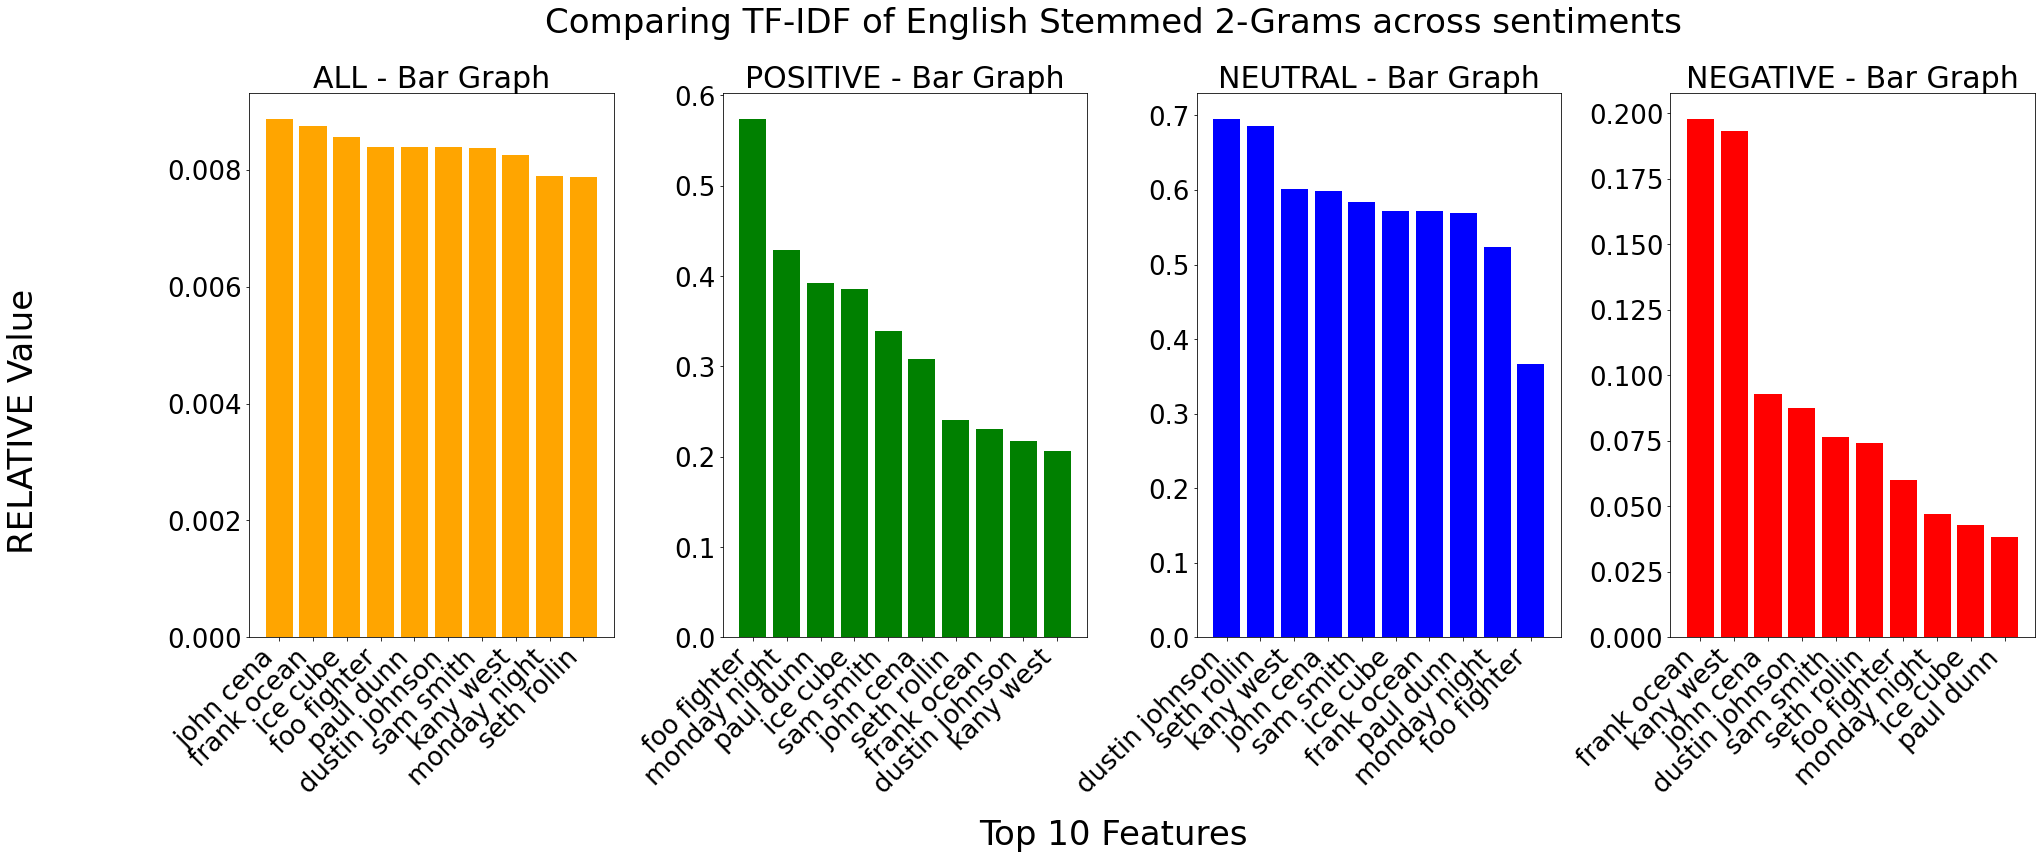 Comparing TF-IDF of English Stemmed 2-Grams across sentiments
RELATIVE Value
ALL - Bar Graph
0.008
0.006
0.004
0.002
0.000
john cena
frank ocean
ice cube
foo fighter
paul dunn
dustin johnson
sam smith
kany west
monday night
seth rollin
POSITIVE - Bar Graph
0.6
0.5
0.4
0.3
0.2
0.1
0.0
foo fighter
monday night
paul dunn
ice cube
sam smith
john cena
seth rollin
frank ocean
dustin johnson
kany west
NEUTRAL - Bar Graph
0.7
0.6
0.5
0.4
0.3
0.2
0.1
0.0
dustin johnson
seth rollin
kany west
john cena
sam smith
ice cube
frank ocean
paul dunn
monday night
foo fighter
NEGATIVE - Bar Graph
0.200
0.175
0.150
0.125
0.100
0.075
0.050
0.025
0.000
frank ocean
kany west
john cena
dustin johnson
sam smith
seth rollin
foo fighter
monday night
ice cube
paul dunn
Top 10 Features